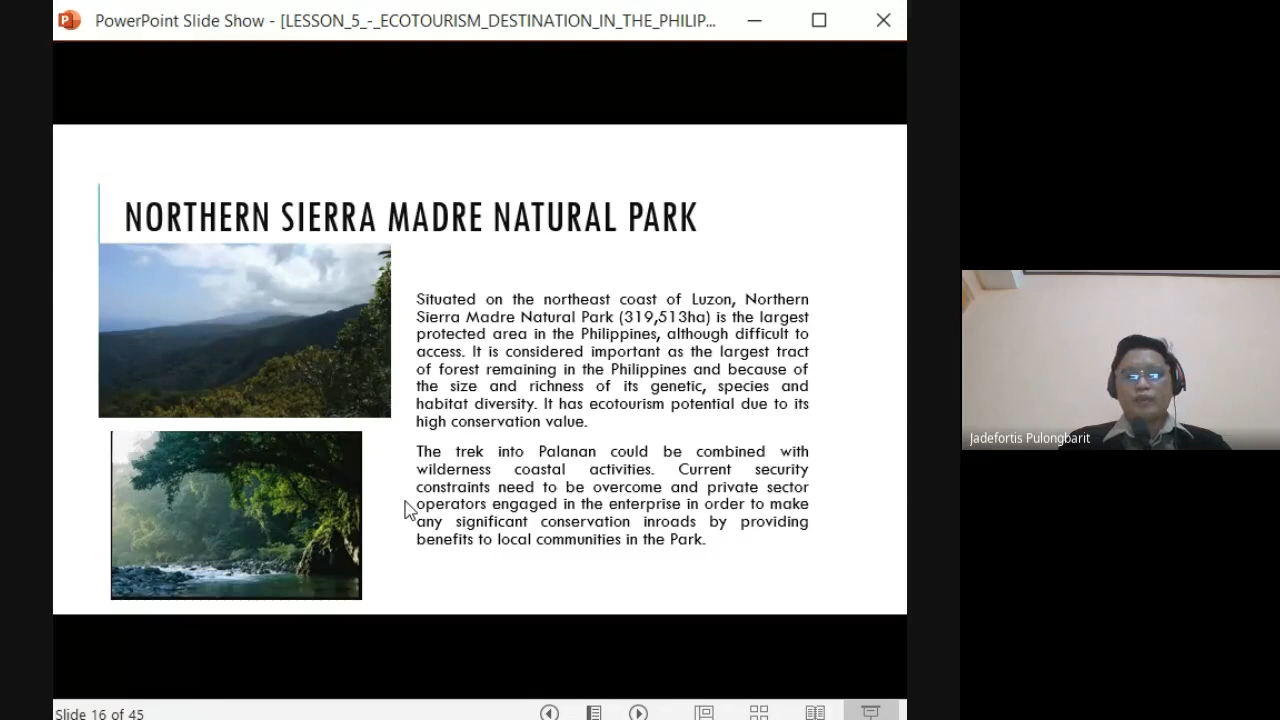 PowerPoint Slide Show - [LESSON_5_-_ECOTOURISM_DESTINATION_IN_THE_PHILIP...
NORTHERN SIERRA MADRE NATURAL PARK
Situated on the northeast coast of Luzon, Northern
Sierra Madre Natural Park (319,513ha) is the largest
protected area in the Philippines, although difficult to
access. It is considered important as the largest tract
of forest remaining in the Philippines and because of
the size and richness of its genetic, species and
habitat diversity. It has ecotourism potential due to its
high conservation value.
The trek into Palanan could be combined with
wilderness coastal activities. Current security
constraints need to be overcome and private sector
operators engaged in the enterprise in order to make
any significant conservation inroads by providing
benefits to local communities in the Park.
Jadefortis Pulongbarit
Slide 16 of 45